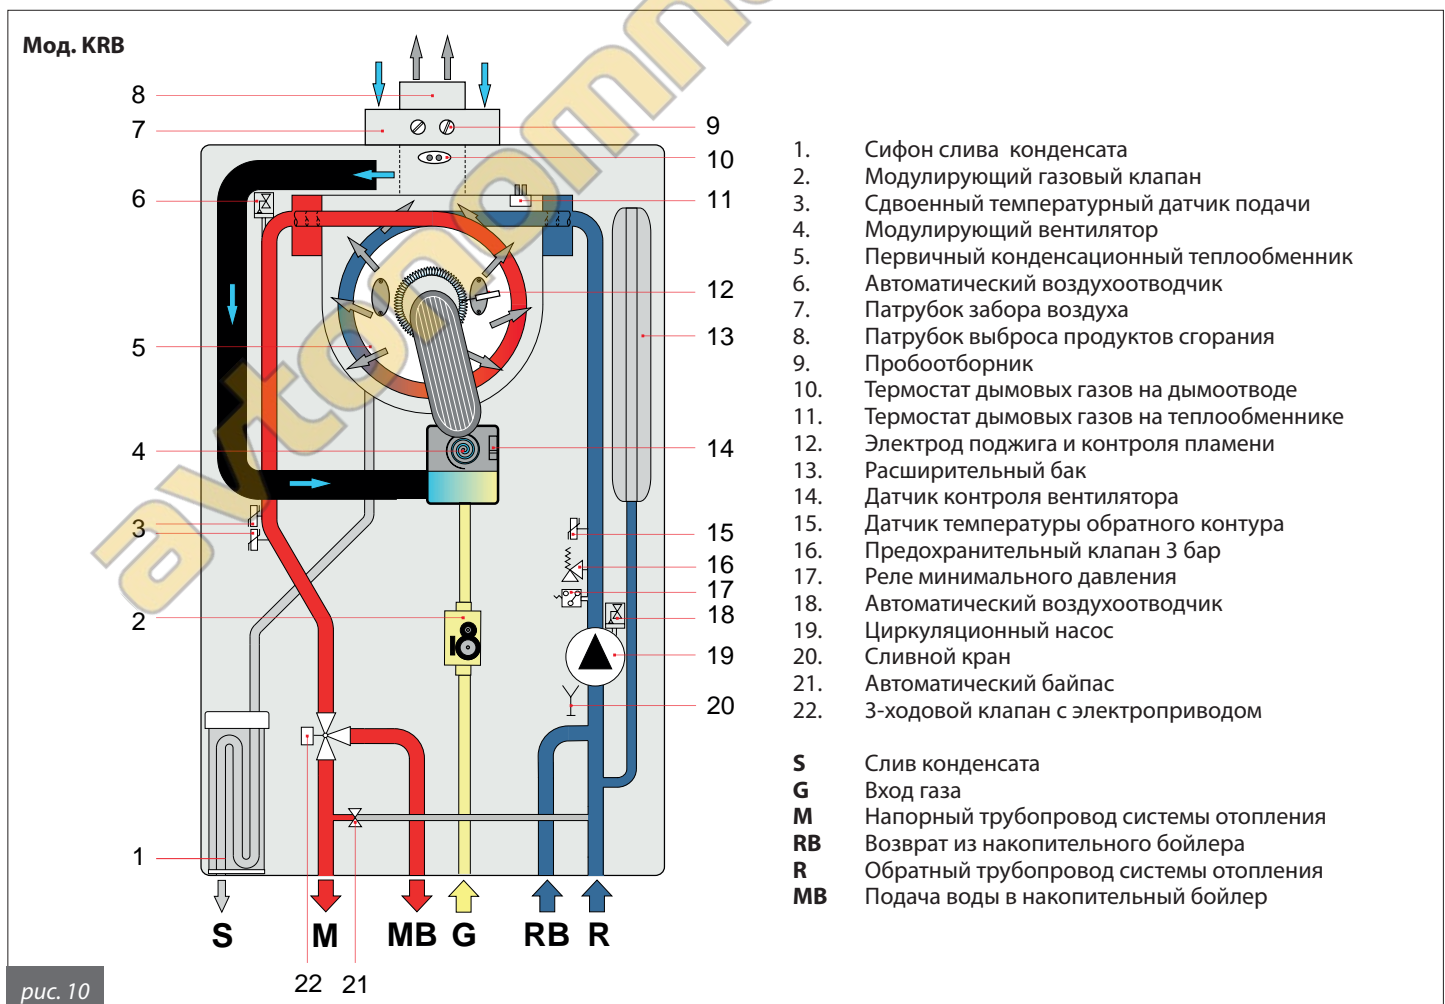 Мод. KRB
8
7
9
10
6
11
12
5
13
4
14
3
15
16
17
2
18
19
20
1
S
M
MB
G
RB
R
22
21
1. Сифон слива конденсата
2. Модулирующий газовый клапан
3. Сдвоенный температурный датчик подачи
4. Модулирующий вентилятор
5. Первичный конденсационный теплообменник
6. Автоматический воздухоотводчик
7. Патрубок забора воздуха
8. Патрубок выброса продуктов сгорания
9. Пробоотборник
10. Термостат дымовых газов на дымоотводе
11. Термостат дымовых газов на теплообменнике
12. Электрод поджига и контроля пламени
13. Расширительный бак
14. Датчик контроля вентилятора
15. Датчик температуры обратного контура
16. Предохранительный клапан 3 бар
17. Реле минимального давления
18. Автоматический воздухоотводчик
19. Циркуляционный насос
20. Сливной кран
21. Автоматический байпас
22. 3-ходовой клапан с электроприводом
S Слив конденсата
G Вход газа
M Напорный трубопровод системы отопления
RB Возврат из накопительного бойлера
R Обратный трубопровод системы отопления
MB Подача воды в накопительный бойлер
рис. 10